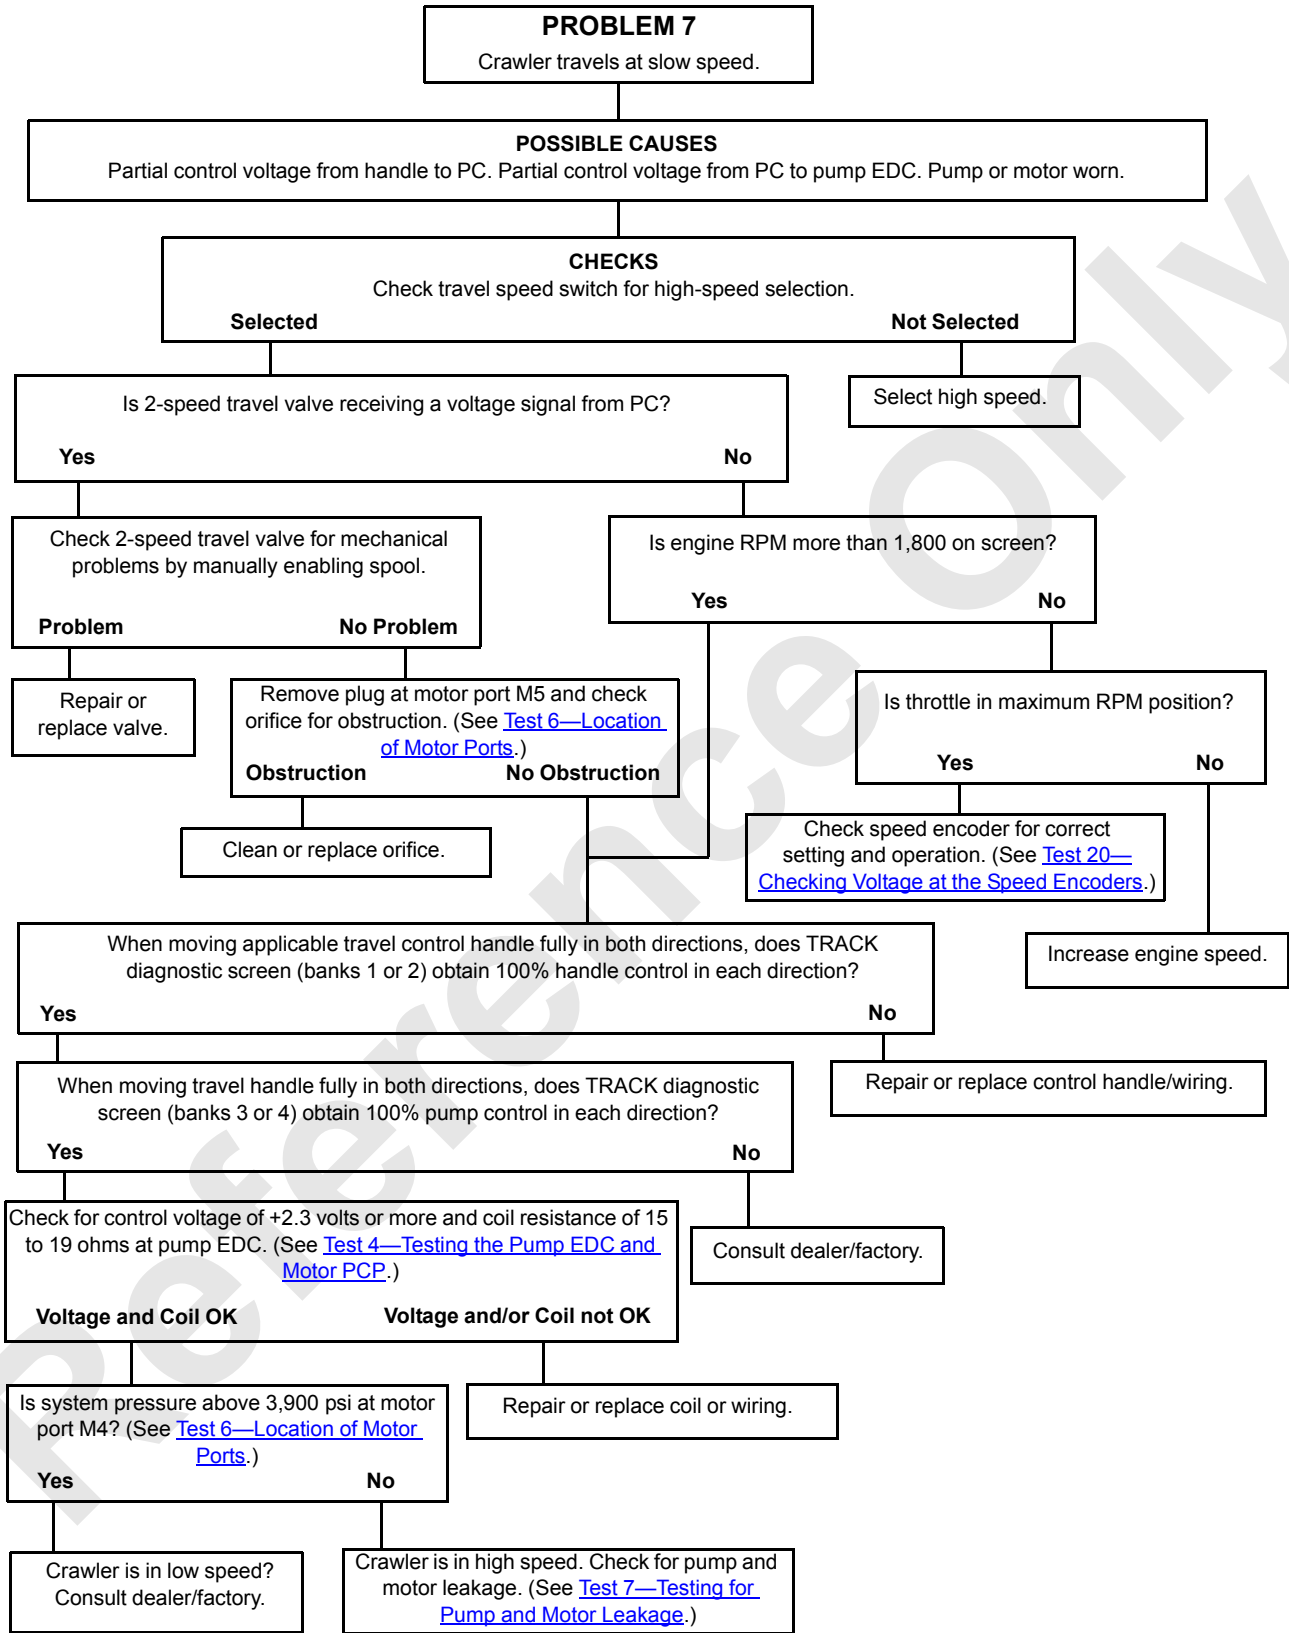 PROBLEM 7
Crawler travels at slow speed.
POSSIBLE CAUSES
Partial control voltage from handle to PC. Partial control voltage from PC to pump EDC. Pump or motor worn.
CHECKS
Check travel speed switch for high-speed selection.
Selected
Not Selected
Is 2-speed travel valve receiving a voltage signal from PC?
Yes
No
Select high speed.
Check 2-speed travel valve for mechanical
problems by manually enabling spool.
Problem
No Problem
Is engine RPM more than 1,800 on screen?
Yes
No
Repair or
replace valve.
Remove plug at motor port M5 and check
orifice for obstruction. (See Test 6—Location
of Motor Ports.)
Obstruction
No Obstruction
Is throttle in maximum RPM position?
Yes
No
Clean or replace orifice.
Check speed encoder for correct
setting and operation. (See Test 20—
Checking Voltage at the Speed Encoders.)
When moving applicable travel control handle fully in both directions, does TRACK
diagnostic screen (banks 1 or 2) obtain 100% handle control in each direction?
Yes
No
Increase engine speed.
When moving travel handle fully in both directions, does TRACK diagnostic
screen (banks 3 or 4) obtain 100% pump control in each direction?
Yes
No
Repair or replace control handle/wiring.
Check for control voltage of +2.3 volts or more and coil resistance of 15
to 19 ohms at pump EDC. (See Test 4—Testing the Pump EDC and
Motor PCP.)
Voltage and Coil OK
Voltage and/or Coil not OK
Consult dealer/factory.
Is system pressure above 3,900 psi at motor
port M4? (See Test 6—Location of Motor
Ports.)
Yes
No
Repair or replace coil or wiring.
Crawler is in low speed?
Consult dealer/factory.
Crawler is in high speed. Check for pump and
motor leakage. (See Test 7—Testing for
Pump and Motor Leakage.)
Reference Only